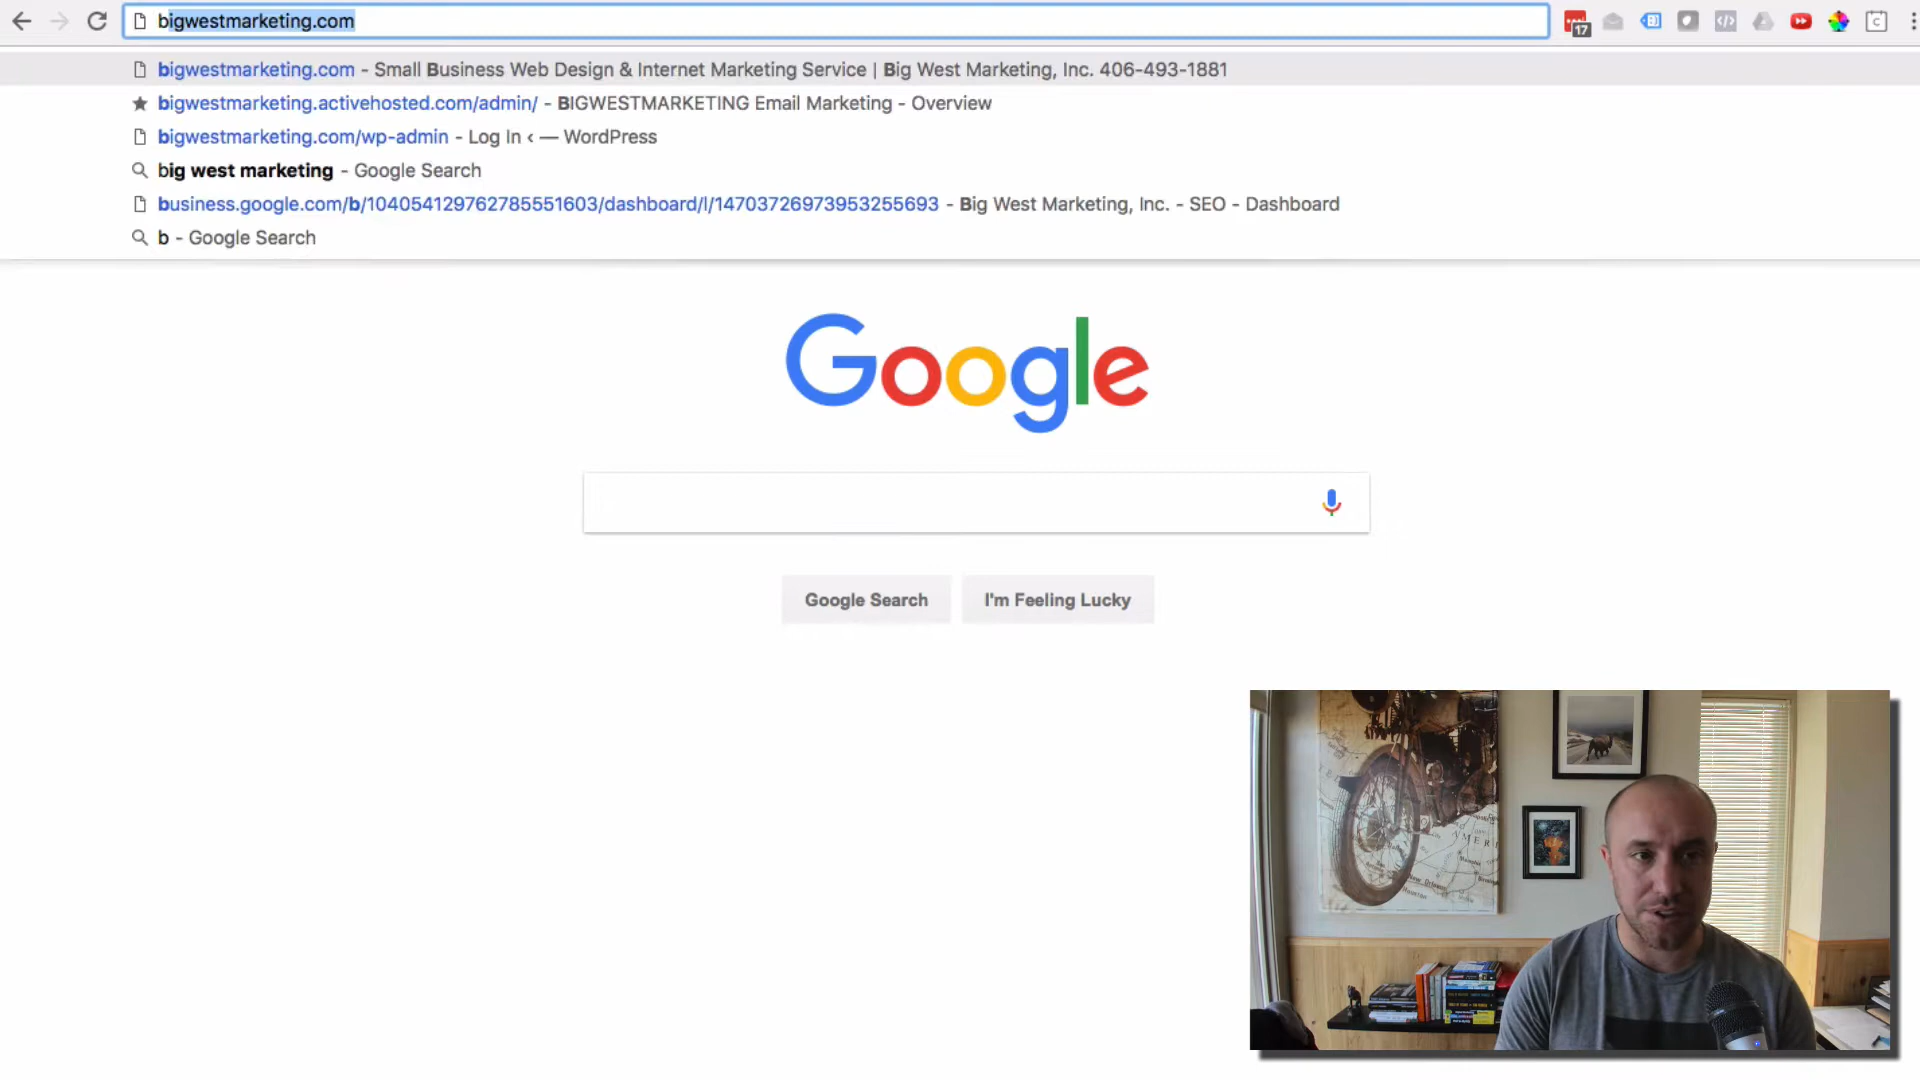 bigwestmarketing.com
17
bigwestmarketing.com - Small Business Web Design & Internet Marketing Service | Big West Marketing, Inc. 406-493-1881
bigwestmarketing.activehosted.com/admin/ - BIGWESTMARKETING Email Marketing - Overview
bigwestmarketing.com/wp-admin - Log In ‹ — WordPress
big west marketing - Google Search
business.google.com/b/104054129762785551603/dashboard/l/14703726973953255693 - Big West Marketing, Inc. - SEO - Dashboard
b - Google Search
Google
Google Search
I'm Feeling Lucky